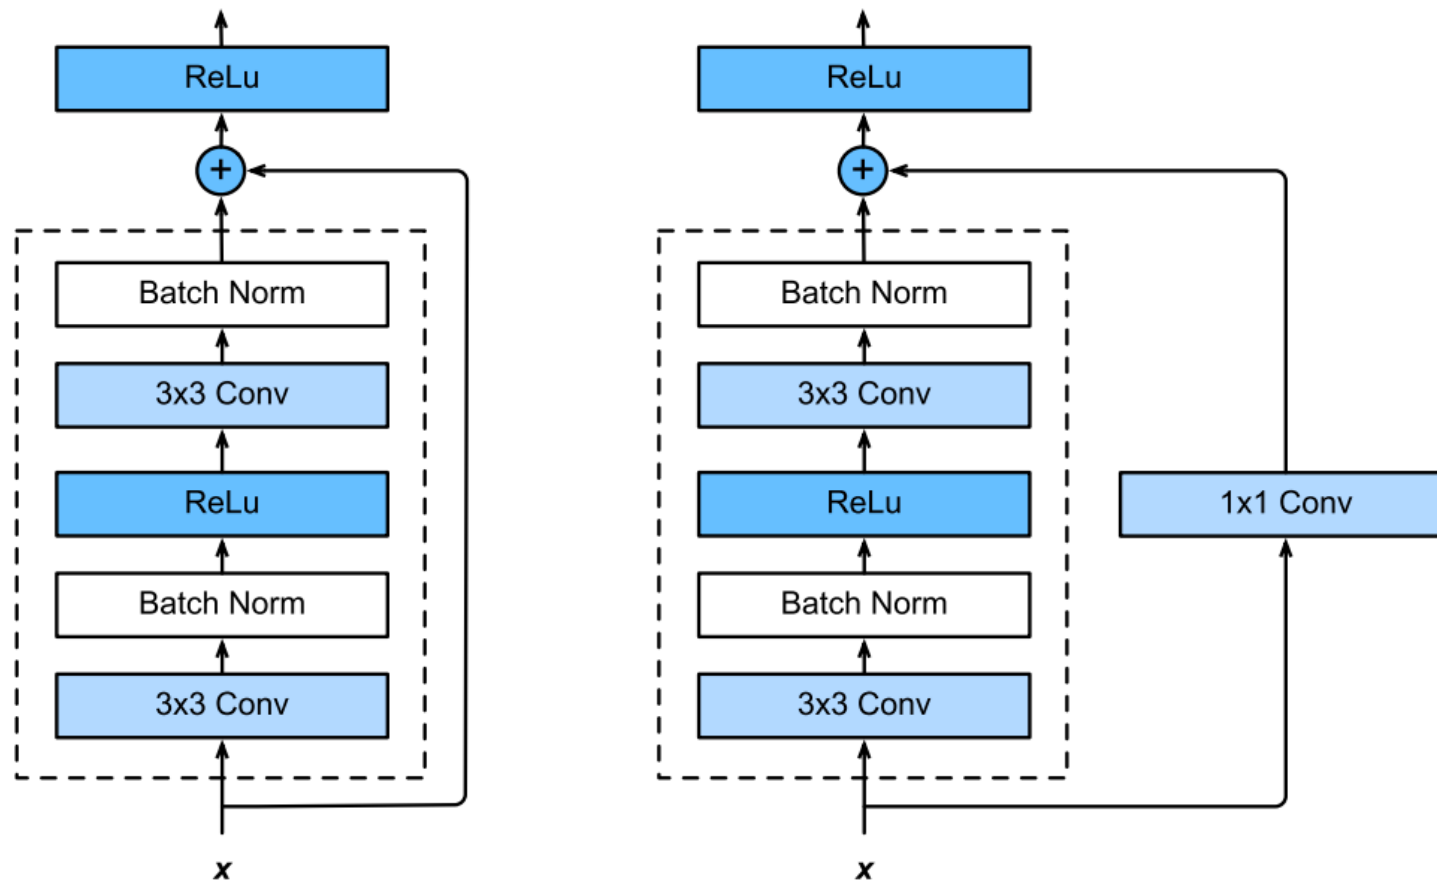 ReLu
+
Batch Norm
3x3 Conv
ReLu
Batch Norm
3x3 Conv
x
ReLu
+
Batch Norm
3x3 Conv
ReLu
Batch Norm
3x3 Conv
x
1x1 Conv